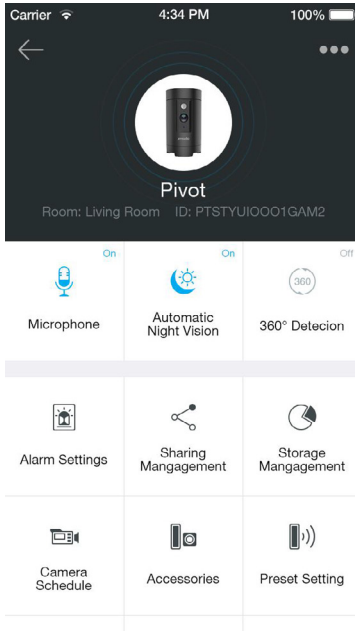 Carrier 4:34 PM 100%
Pivot
Room: Living Room ID: PTSTYUIOOO1GAM2
On On Off
360
Microphone Automatic 360° Detecion
Night Vision
Alarm Settings Sharing Storage
Mangagement Mangagement
Camera Accessories Preset Setting
Schedule